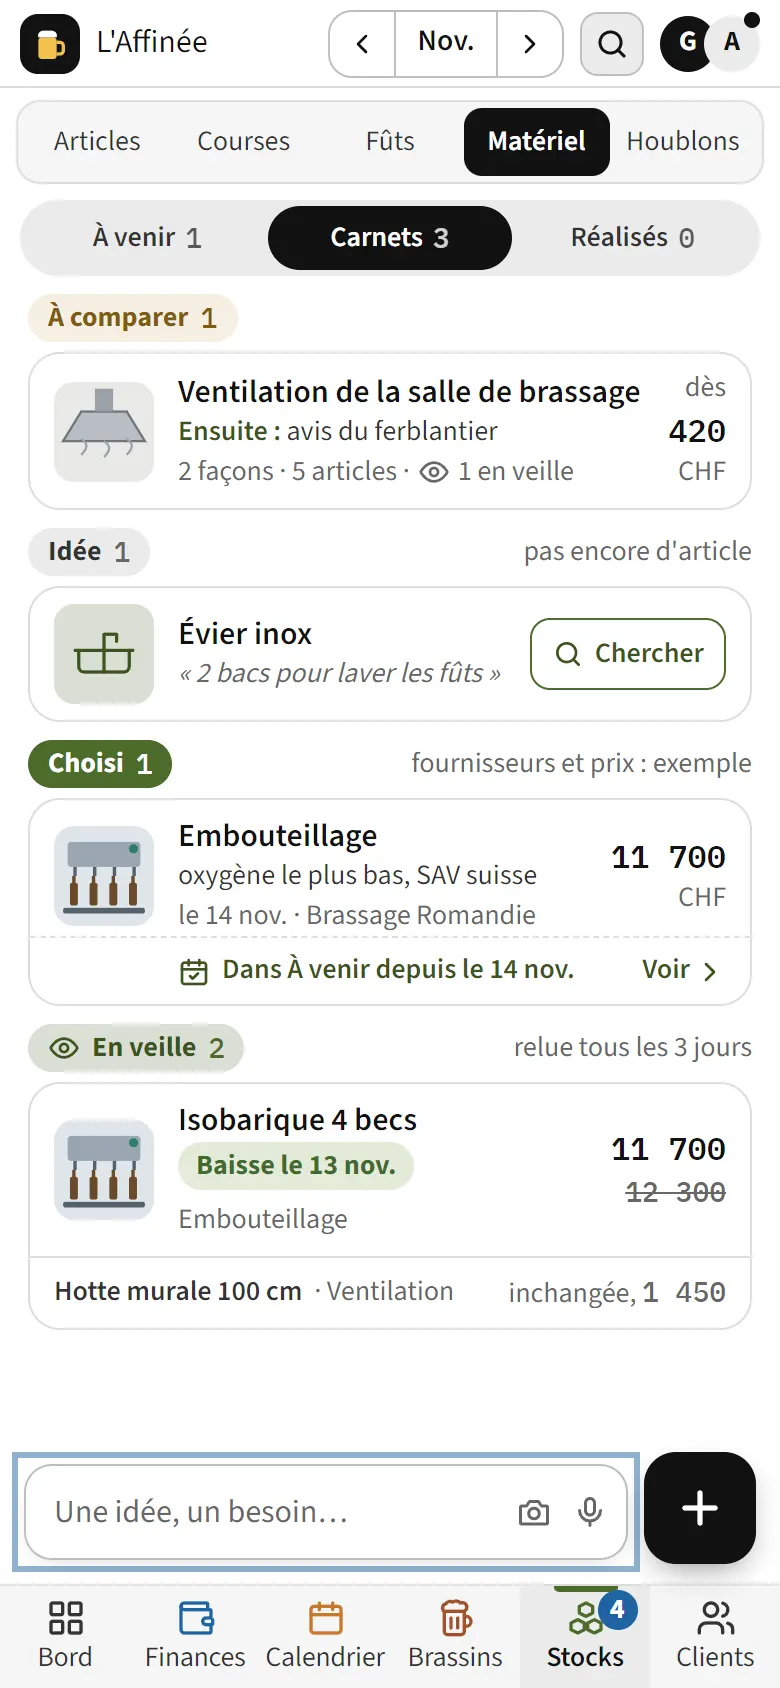 L'Affinée
Nov.
G
A
Articles
Courses
Fûts
Matériel
Houblons
À venir 1
Carnets 3
Réalisés 0
À comparer 1
Ventilation de la salle de brassage
dès
Ensuite : avis du ferblantier
420
2 façons · 5 articles · 1 en veille
CHF
Idée 1
pas encore d'article
Évier inox
« 2 bacs pour laver les fûts »
Chercher
Choisi 1
fournisseurs et prix : exemple
Embouteillage
oxygène le plus bas, SAV suisse
11 700
le 14 nov. · Brassage Romandie
CHF
Dans À venir depuis le 14 nov.
Voir
En veille 2
relue tous les 3 jours
Isobarique 4 becs
11 700
Baisse le 13 nov.
12 300
Embouteillage
Hotte murale 100 cm · Ventilation
inchangée, 1 450
Une idée, un besoin…
4
Bord
Finances
Calendrier
Brassins
Stocks
Clients